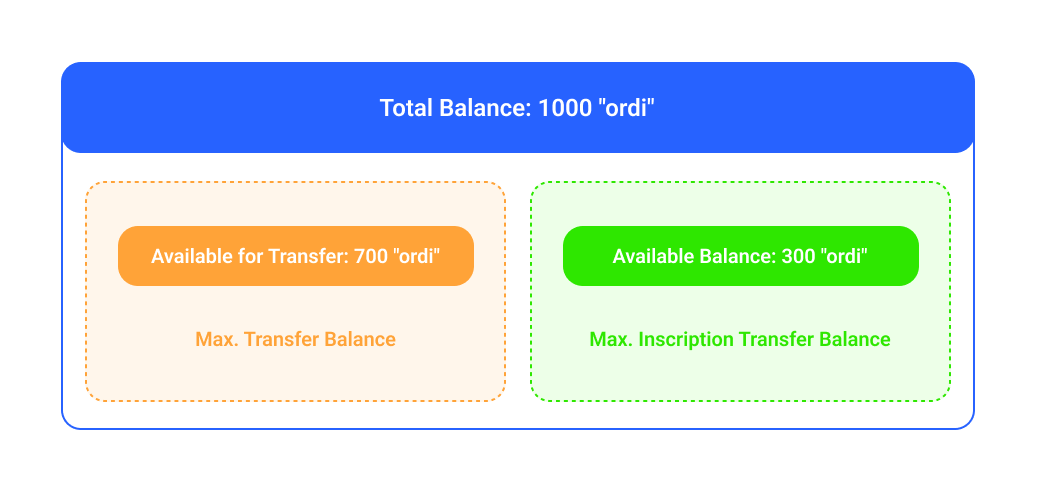 Total Balance: 1000 "ordi"
Available for Transfer: 700 "ordi"
Max. Transfer Balance
Available Balance: 300 "ordi"
Max. Inscription Transfer Balance